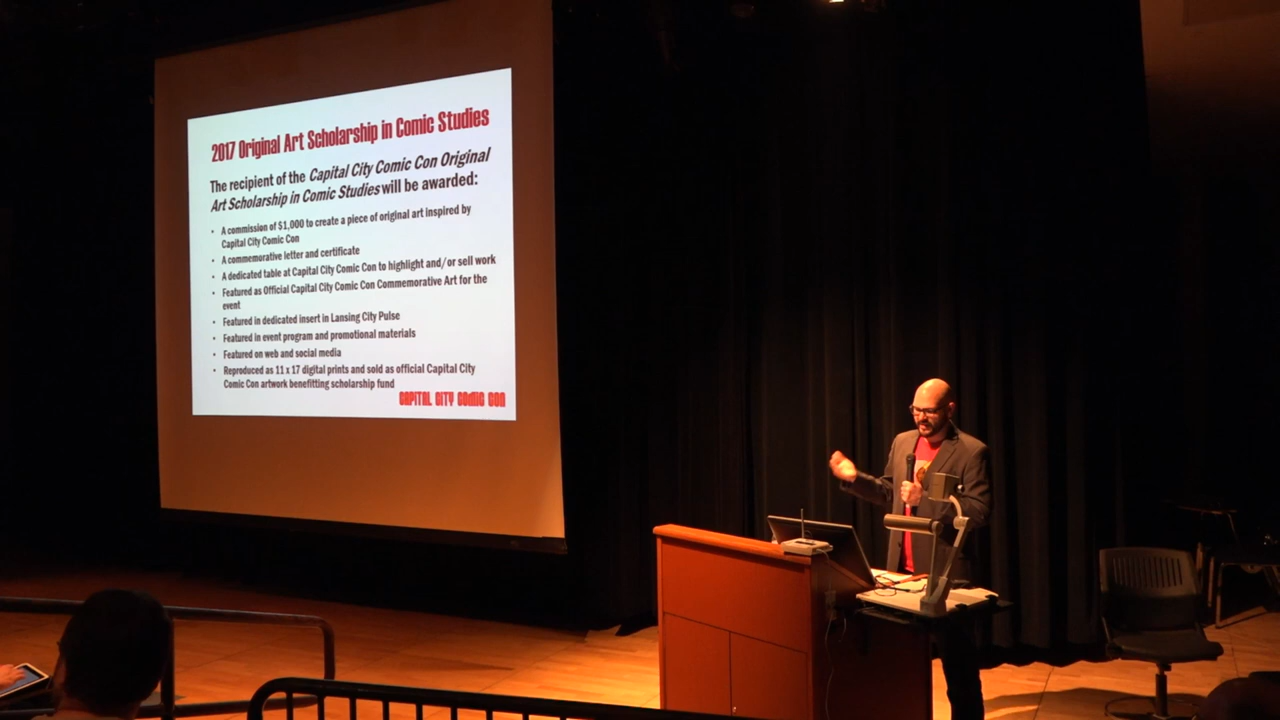 2017 Original Art Scholarship in Comic Studies
The recipient of the Capital City Comic Con Original
Art Scholarship in Comic Studies will be awarded:
• A commission of $1,000 to create a piece of original art inspired by
Capital City Comic Con
• A commemorative letter and certificate
• A dedicated table at Capital City Comic Con to highlight and/or sell work
• Featured as Official Capital City Comic Con Commemorative Art for the
event
• Featured in dedicated insert in Lansing City Pulse
• Featured in event program and promotional materials
• Featured on web and social media
• Reproduced as 11 x 17 digital prints and sold as official Capital City
Comic Con artwork benefitting scholarship fund
CAPITAL CITY COMIC CON